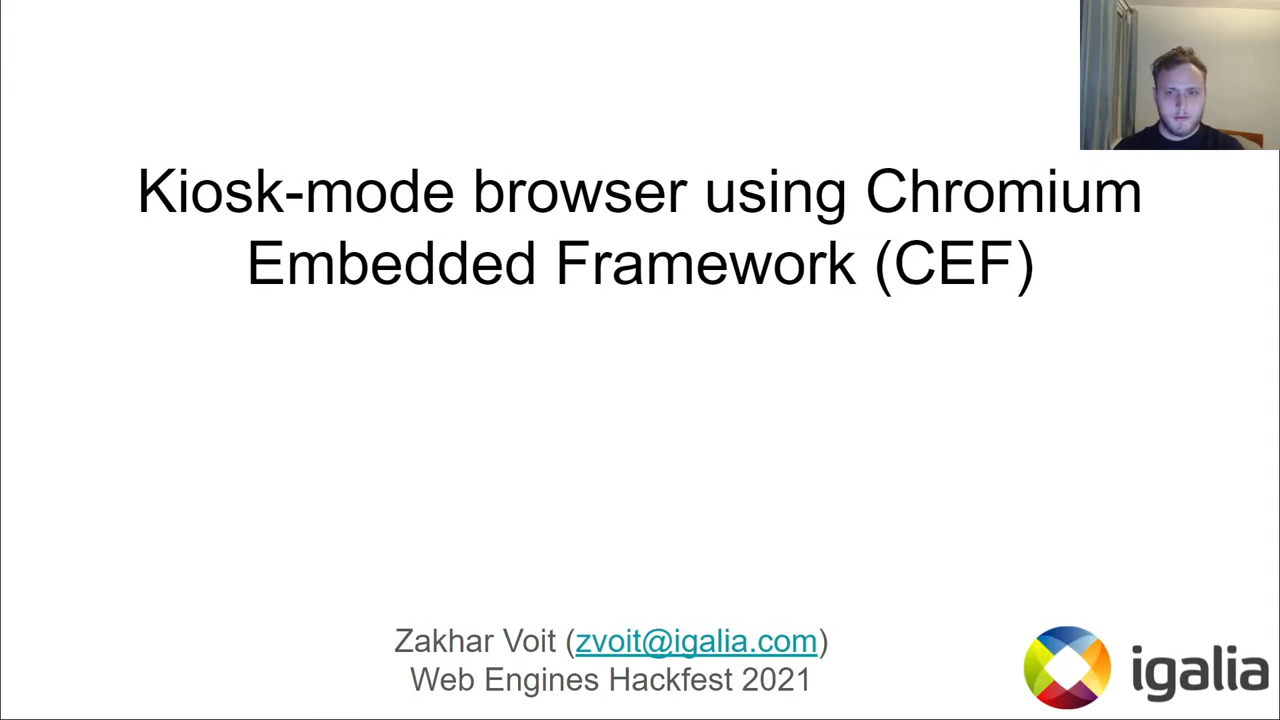 Kiosk-mode browser using Chromium
Embedded Framework (CEF)
Zakhar Voit (zvoit@igalia.com)
Web Engines Hackfest 2021
igalia